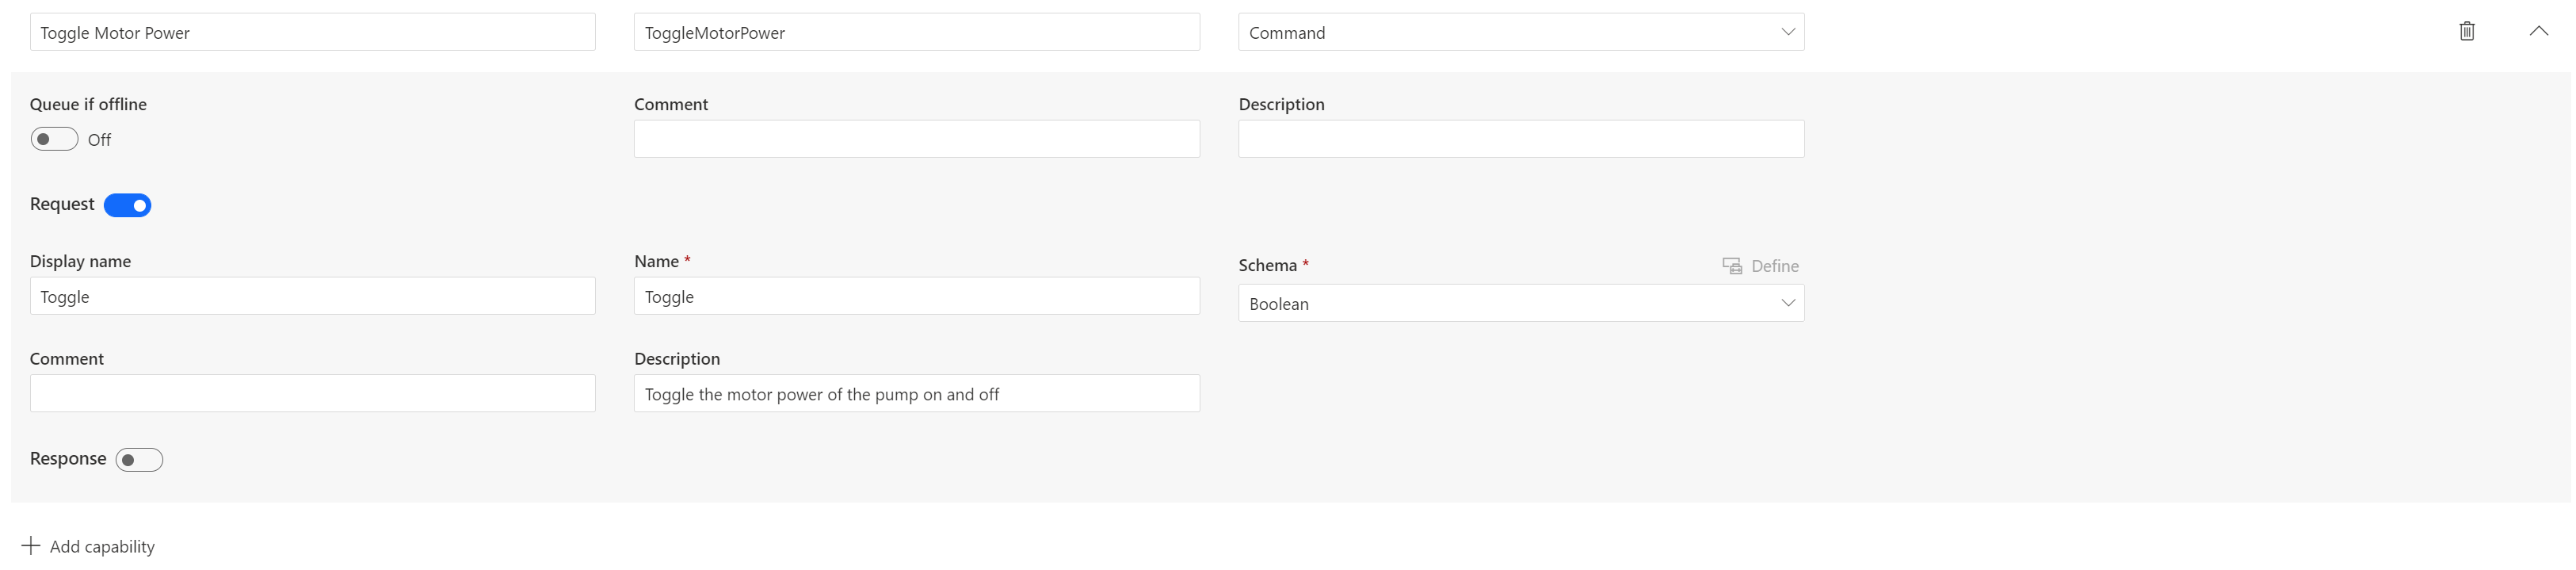 Toggle Motor Power ToggleMotorPower Command
Queue if offline Comment Description
Off
Request
Display name Name * Schema * Define
Toggle Toggle Boolean
Comment Description
Toggle the motor power of the pump on and off
Response
Add capability